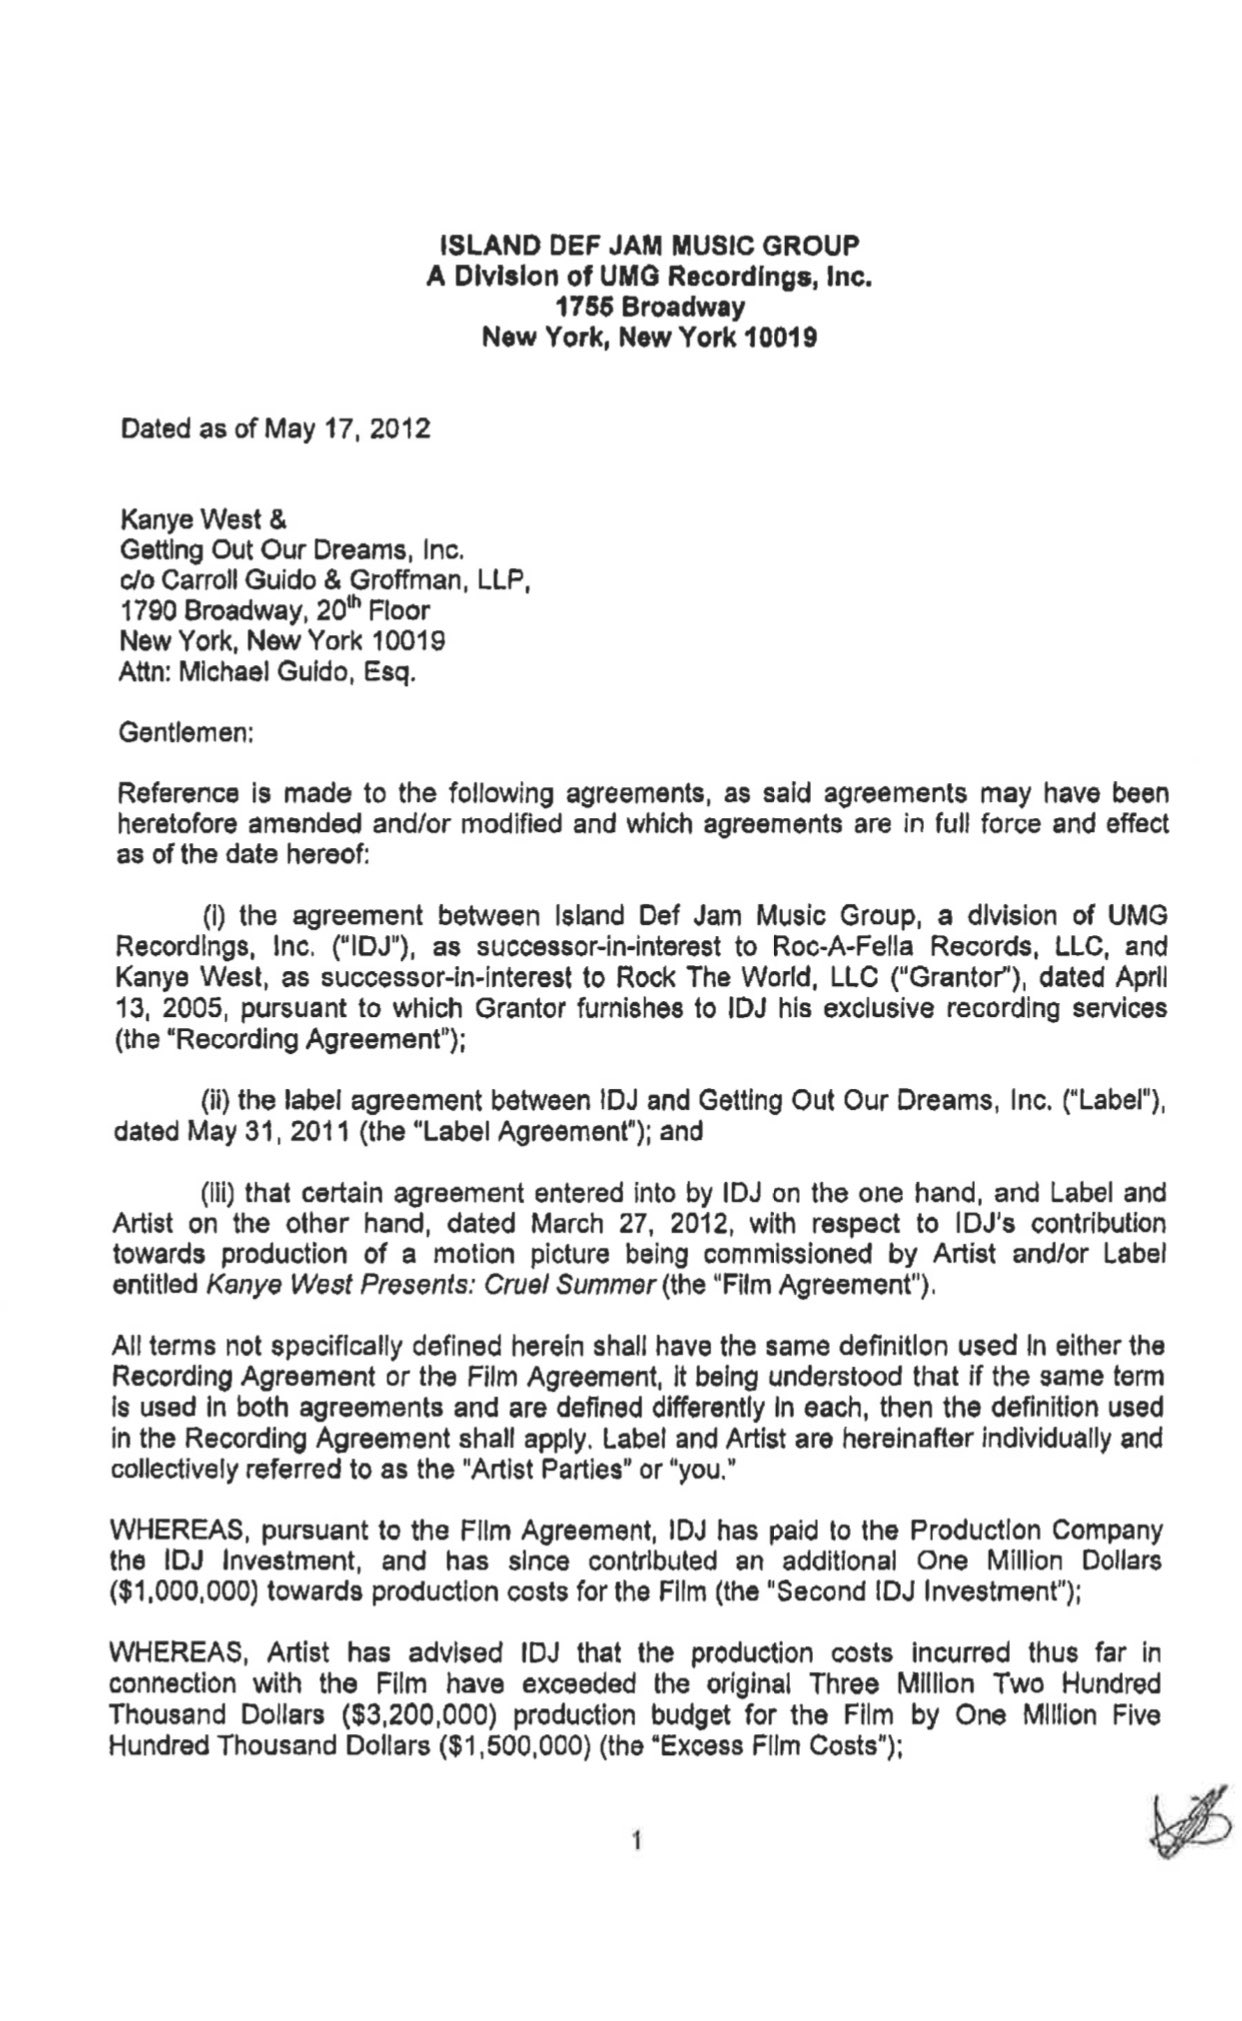 ISLAND DEF JAM MUSIC GROUP
A Division of UMG Recordings, Inc.
1755 Broadway
New York, New York 10019
Dated as of May 17, 2012
Kanye West &
Getting Out Our Dreams, Inc.
c/o Carroll Guido & Groffman, LLP,
1790 Broadway, 20th Floor
New York, New York 10019
Attn: Michael Guido, Esq.
Gentlemen:
Reference is made to the following agreements, as said agreements may have been
heretofore amended and/or modified and which agreements are in full force and effect
as of the date hereof:
(i) the agreement between Island Def Jam Music Group, a division of UMG
Recordings, Inc. ("IDJ"), as successor-in-interest to Roc-A-Fella Records, LLC, and
Kanye West, as successor-in-interest to Rock The World, LLC ("Grantor"), dated April
13, 2005, pursuant to which Grantor furnishes to IDJ his exclusive recording services
(the "Recording Agreement");
(ii) the label agreement between IDJ and Getting Out Our Dreams, Inc. ("Label"),
dated May 31, 2011 (the "Label Agreement"); and
(iii) that certain agreement entered into by IDJ on the one hand, and Label and
Artist on the other hand, dated March 27, 2012, with respect to IDJ's contribution
towards production of a motion picture being commissioned by Artist and/or Label
entitled Kanye West Presents: Cruel Summer (the "Film Agreement").
All terms not specifically defined herein shall have the same definition used in either the
Recording Agreement or the Film Agreement, it being understood that if the same term
is used in both agreements and are defined differently in each, then the definition used
in the Recording Agreement shall apply. Label and Artist are hereinafter individually and
collectively referred to as the "Artist Parties" or "you."
WHEREAS, pursuant to the Film Agreement, IDJ has paid to the Production Company
the IDJ Investment, and has since contributed an additional One Million Dollars
($1,000,000) towards production costs for the Film (the "Second IDJ Investment");
WHEREAS, Artist has advised IDJ that the production costs incurred thus far in
connection with the Film have exceeded the original Three Million Two Hundred
Thousand Dollars ($3,200,000) production budget for the Film by One Million Five
Hundred Thousand Dollars ($1,500,000) (the "Excess Film Costs");
1